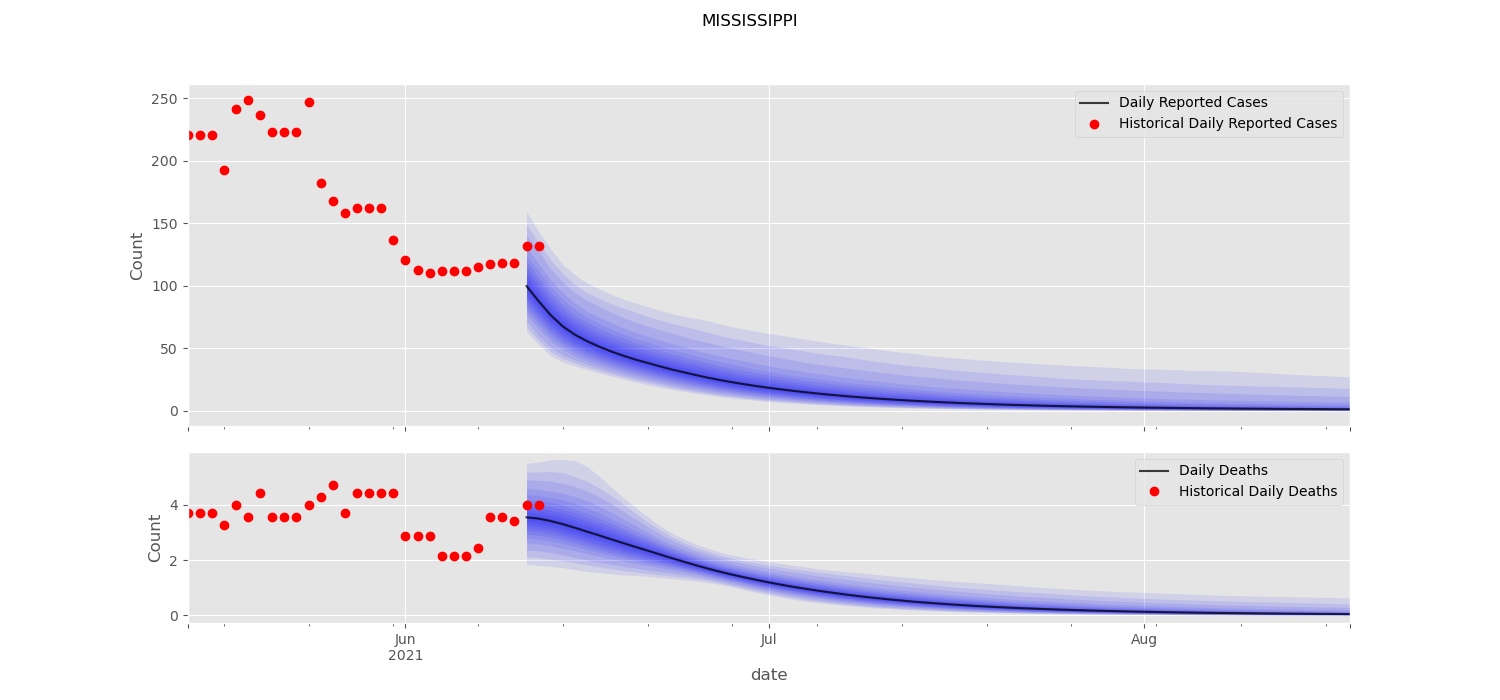 MISSISSIPPI
250
200
150
100
50
0
Count
Daily Reported Cases
Historical Daily Reported Cases
4
2
0
Count
Daily Deaths
Historical Daily Deaths
Jun
2021
Jul
Aug
date